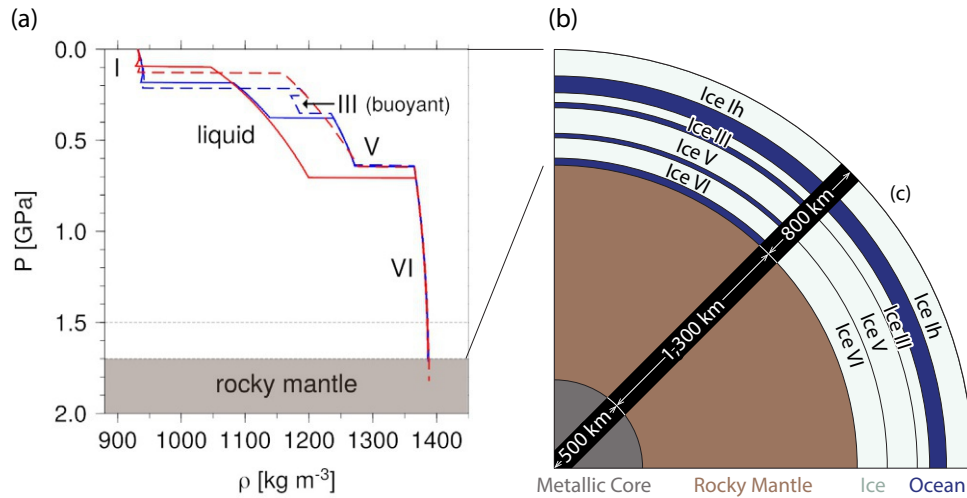 (a)
0.0
0.5
1.0
1.5
2.0
P [GPa]
I
III (buoyant)
liquid
V
VI
rocky mantle
900 1000 1100 1200 1300 1400
ρ [kg m-3]
(b)
Ice Ih
Ice III
Ice V
Ice VI
(c)
800 km
1,300 km
500 km
Ice Ih
Ice III
Ice V
Ice VI
Metallic Core Rocky Mantle Ice Ocean